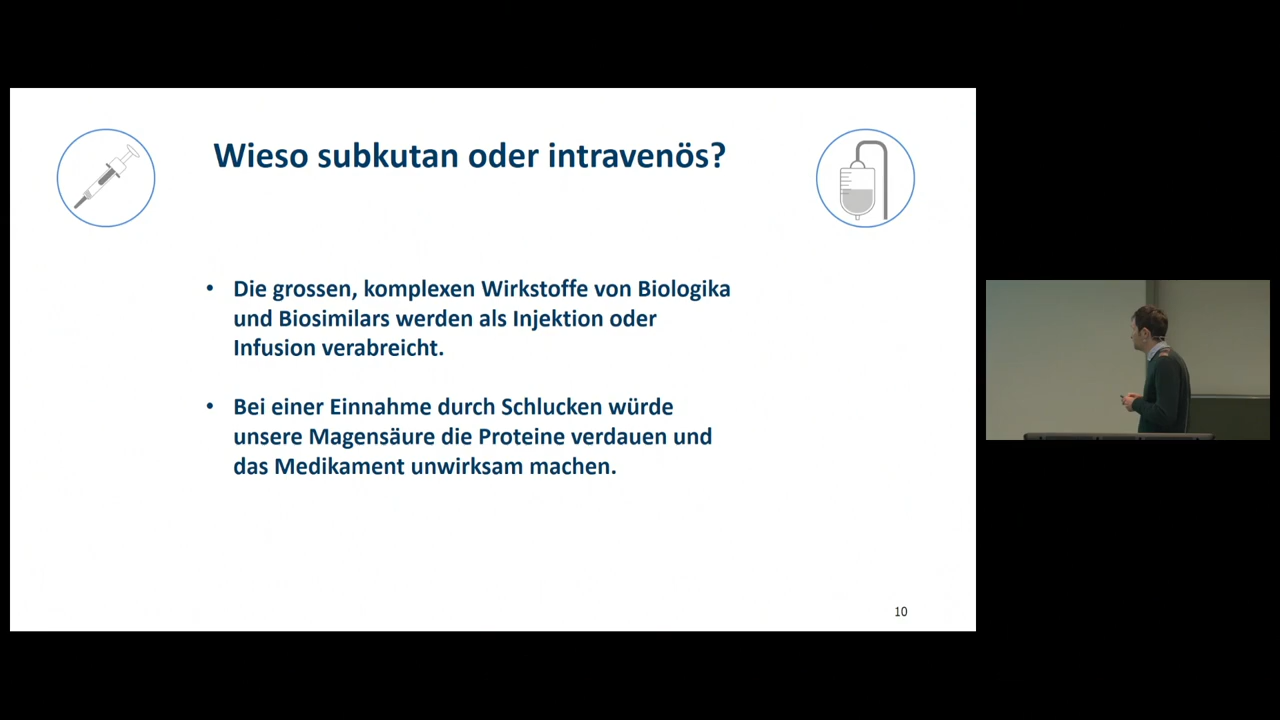 Wieso subkutan oder intravenös?
• Die grossen, komplexen Wirkstoffe von Biologika
und Biosimilars werden als Injektion oder
Infusion verabreicht.
• Bei einer Einnahme durch Schlucken würde
unsere Magensäure die Proteine verdauen und
das Medikament unwirksam machen.
10